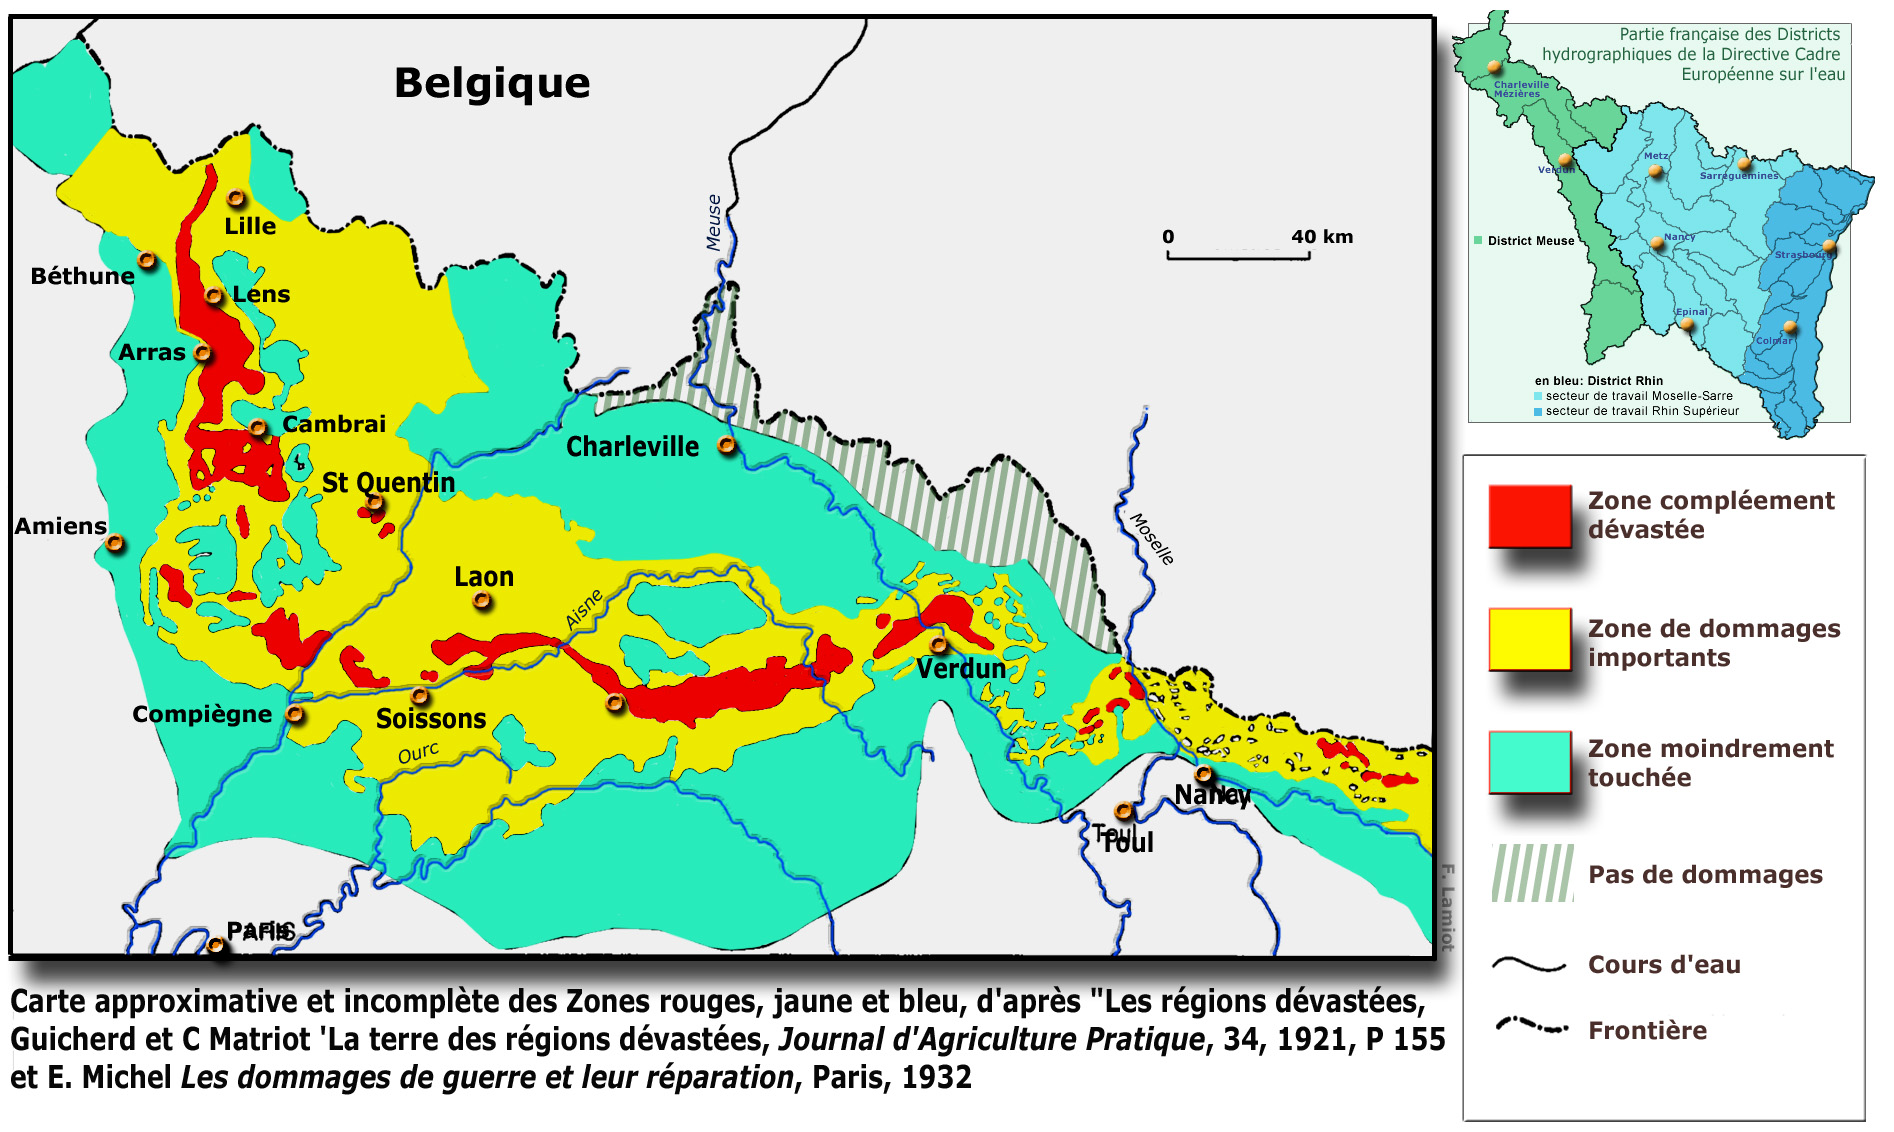 Belgique
Meuse
0 40 km
Lille
Béthune
Lens
Arras
Cambrai
Charleville
St Quentin
Amiens
Moselle
Laon
Aisne
Verdun
Compiègne
Soissons
Ourc
Nancy
Toul
Toul
Paris
PARIS
F. Lamiot
Partie française des Districts
hydrographiques de la Directive Cadre
Européenne sur l'eau
Charleville
Mézières
Metz
Verdun
Sarreguemines
Nancy
District Meuse
Strasbourg
Epinal
Colmar
en bleu: District Rhin
secteur de travail Moselle-Sarre
secteur de travail Rhin Supérieur
Zone compléement
dévastée
Zone de dommages
importants
Zone moindrement
touchée
Pas de dommages
Cours d'eau
Frontière
Carte approximative et incomplète des Zones rouges, jaune et bleu, d'après "Les régions dévastées,
Guicherd et C Matriot 'La terre des régions dévastées, Journal d'Agriculture Pratique, 34, 1921, P 155
et E. Michel Les dommages de guerre et leur réparation, Paris, 1932